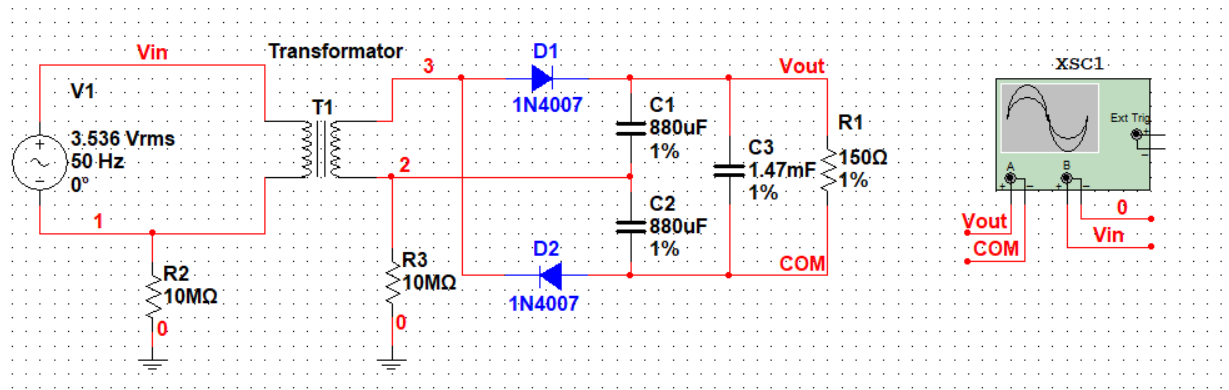 Vin
Transformator
V1
3.536 Vrms
50 Hz
0°
T1
1
R2
10MΩ
0
3
2
R3
10MΩ
0
D1
1N4007
D2
1N4007
C1
880uF
1%
C2
880uF
1%
C3
1.47mF
1%
Vout
R1
150Ω
1%
COM
XSC1
Ext Trig
+
−
A
B
+ −
+ −
Vout
COM
0
Vin